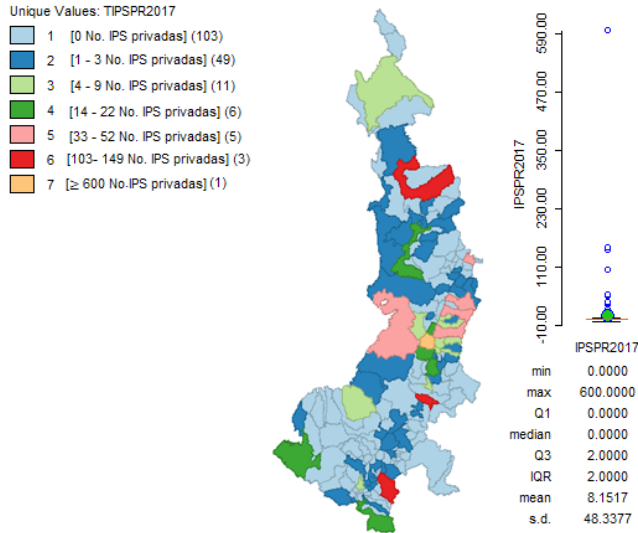 Unique Values: TIPSPR2017
1 [0 No. IPS privadas] (103)
2 [1 - 3 No. IPS privadas] (49)
3 [4 - 9 No. IPS privadas] (11)
4 [14 - 22 No. IPS privadas] (6)
5 [33 - 52 No. IPS privadas] (5)
6 [103- 149 No. IPS privadas] (3)
7 [≥ 600 No.IPS privadas] (1)
IPSPR2017
590.00
470.00
350.00
230.00
110.00
-10.00
IPSPR2017
min 0.0000
max 600.0000
Q1 0.0000
median 0.0000
Q3 2.0000
IQR 2.0000
mean 8.1517
s.d. 48.3377